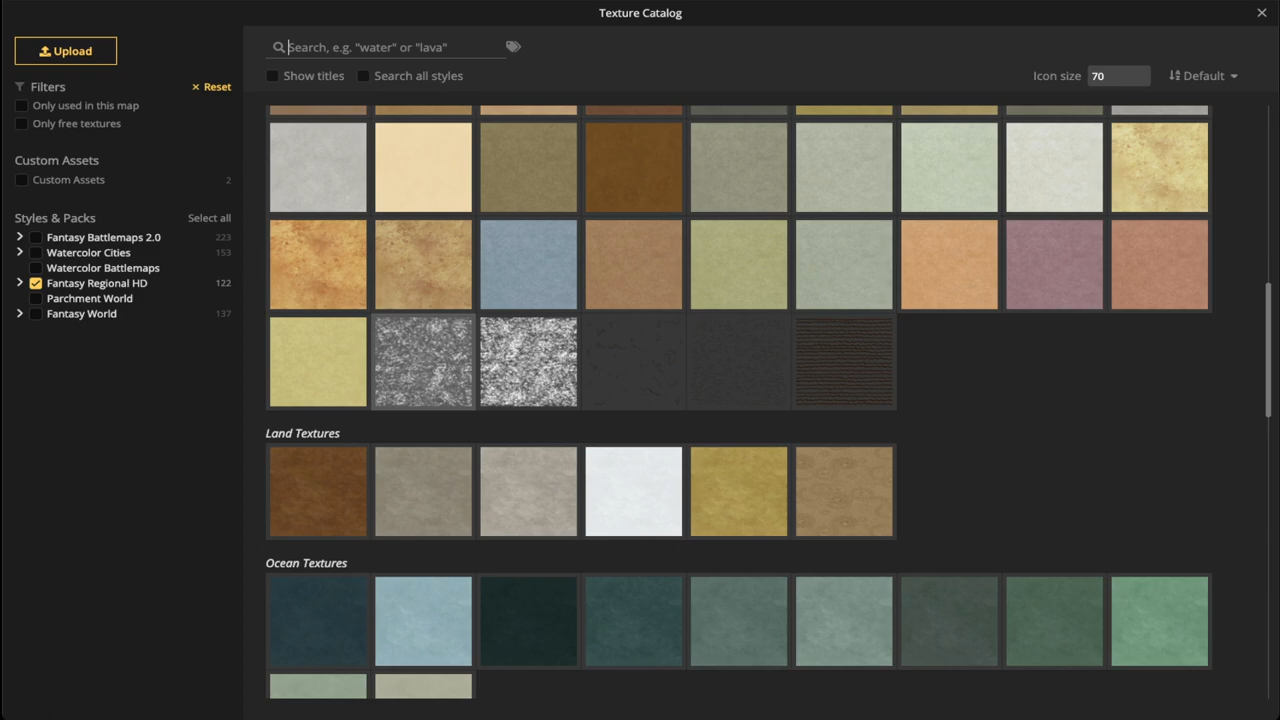 Texture Catalog
Upload
Search, e.g. "water" or "lava"
Filters
Reset
Show titles
Search all styles
Icon size
70
Default
Only used in this map
Only free textures
Custom Assets
Custom Assets
2
Styles & Packs
Select all
Fantasy Battlemaps 2.0
223
Watercolor Cities
153
Watercolor Battlemaps
Fantasy Regional HD
122
Parchment World
Fantasy World
137
Land Textures
Ocean Textures